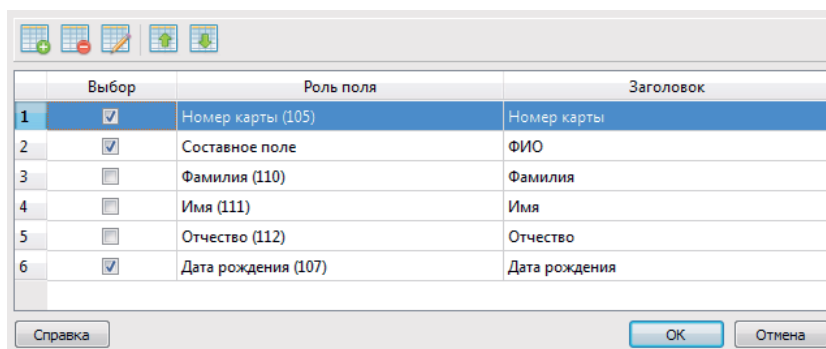 Выбор Роль поля Заголовок
1 Номер карты (105) Номер карты
2 Составное поле ФИО
3 Фамилия (110) Фамилия
4 Имя (111) Имя
5 Отчество (112) Отчество
6 Дата рождения (107) Дата рождения
Справка OK Отмена